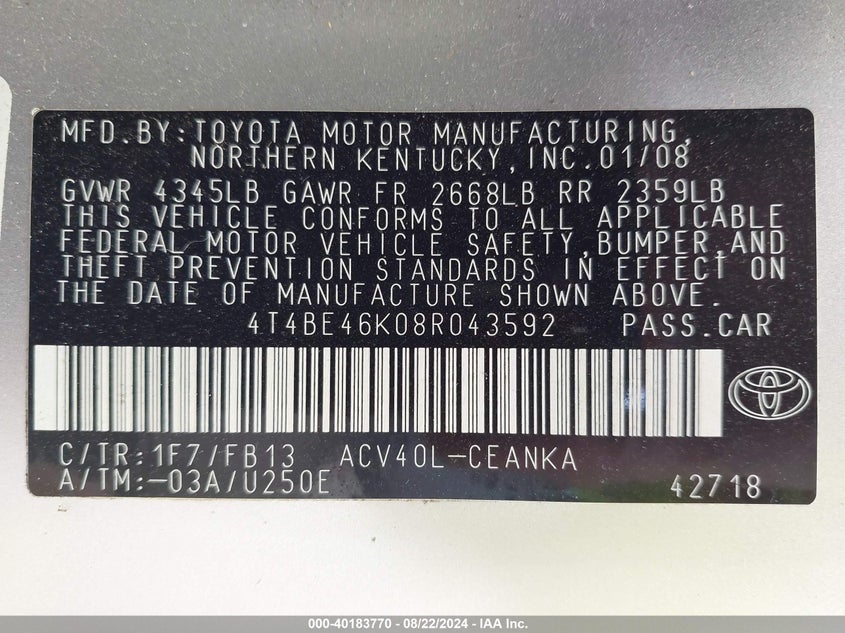 MFD.BY:TOYOTA MOTOR MANUFACTURING,
NORTHERN KENTUCKY,INC.01/08
GVWR 4345LB GAWR FR 2668LB RR 2359LB
THIS VEHICLE CONFORMS TO ALL APPLICABLE
FEDERAL MOTOR VEHICLE SAFETY,BUMPER,AND
THEFT PREVENTION STANDARDS IN EFFECT ON
THE DATE OF MANUFACTURE SHOWN ABOVE.
4T4BE46K08R043592 PASS.CAR
C/TR:1F7/FB13 ACV40L-CEANKA
A/TM:-03A/U250E 42718
000-40183770 - 08/22/2024 - IAA Inc.